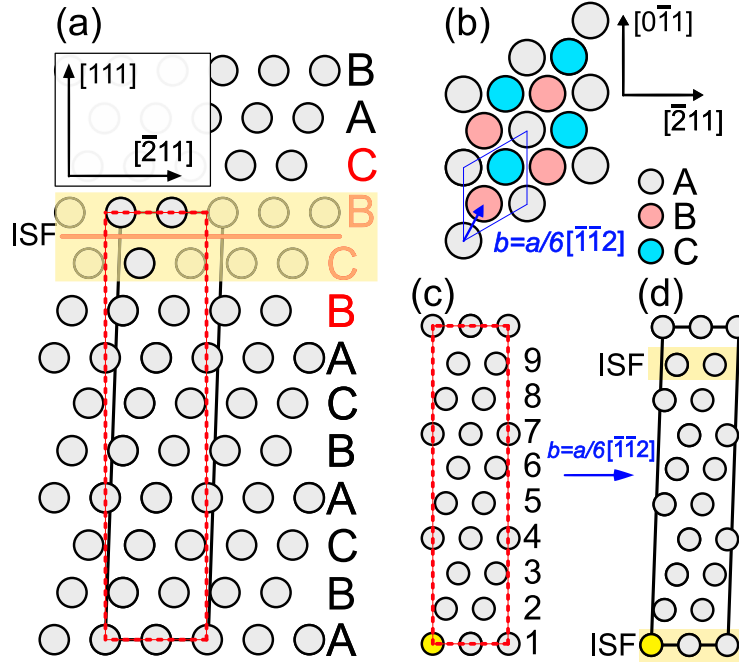 (a)
[111]
[2̄11]
B
A
C
B
ISF
C
B
A
C
B
A
C
B
A
(b)
[01̄1]
[2̄11]
b=a/6[1̄1̄2]
A
B
C
(c)
9
8
7
6
5
4
3
2
1
b=a/6[1̄1̄2]
(d)
ISF
ISF